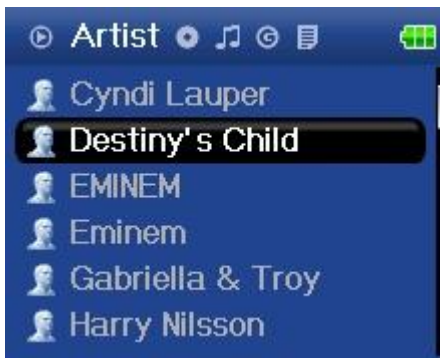 Artist
Cyndi Lauper
Destiny's Child
EMINEM
Eminem
Gabriella & Troy
Harry Nilsson